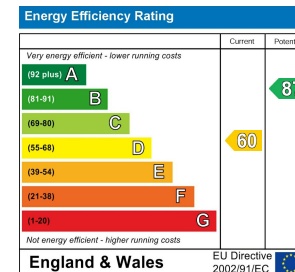 Energy Efficiency Rating
Current
Very energy efficient - lower running costs
(92 plus) A
(81-91) B
(69-80) C
(55-68) D
(39-54) E
(21-38) F
(1-20) G
60
Not energy efficient - higher running costs
England & Wales
EU Directive
2002/91/EC